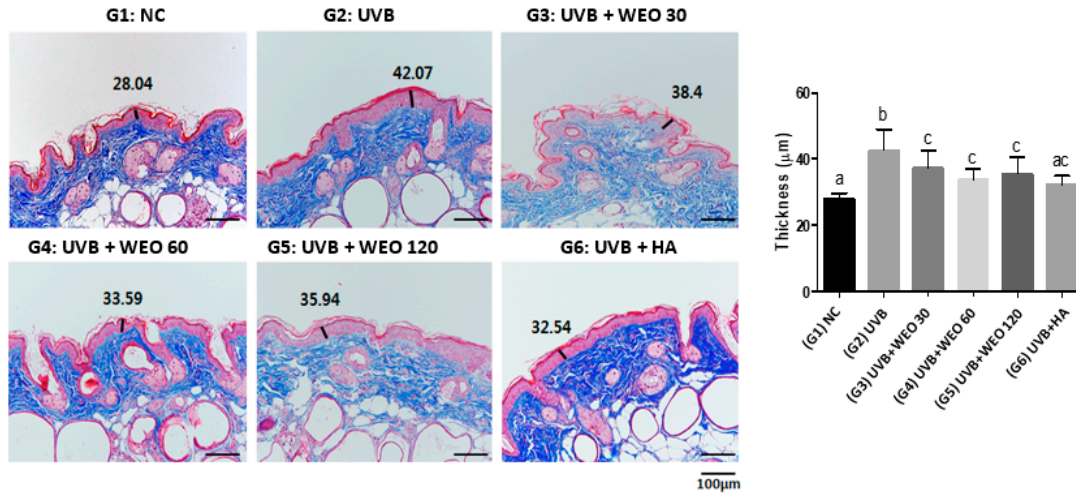 G1: NC
G2: UVB
G3: UVB + WEO 30
28.04
42.07
38.4
G4: UVB + WEO 60
G5: UVB + WEO 120
G6: UVB + HA
33.59
35.94
32.54
100μm
Thickness (μm)
60
40
20
0
a
b
c
c
c
ac
(G1) NC
(G2) UVB
(G3) UVB+WEO 30
(G4) UVB+WEO 60
(G5) UVB+WEO 120
(G6) UVB+HA